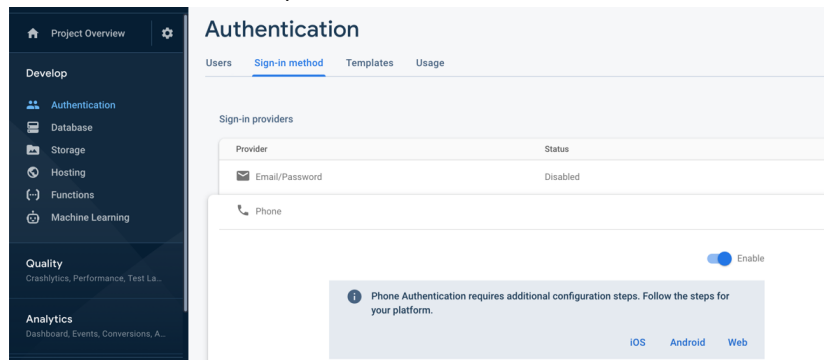 Project Overview
Develop
Authentication
Database
Storage
Hosting
Functions
Machine Learning
Quality
Crashlytics, Performance, Test La...
Analytics
Dashboard, Events, Conversions, A...
Authentication
Users Sign-in method Templates Usage
Sign-in providers
Provider Status
Email/Password Disabled
Phone
Enable
Phone Authentication requires additional configuration steps. Follow the steps for
your platform.
iOS Android Web